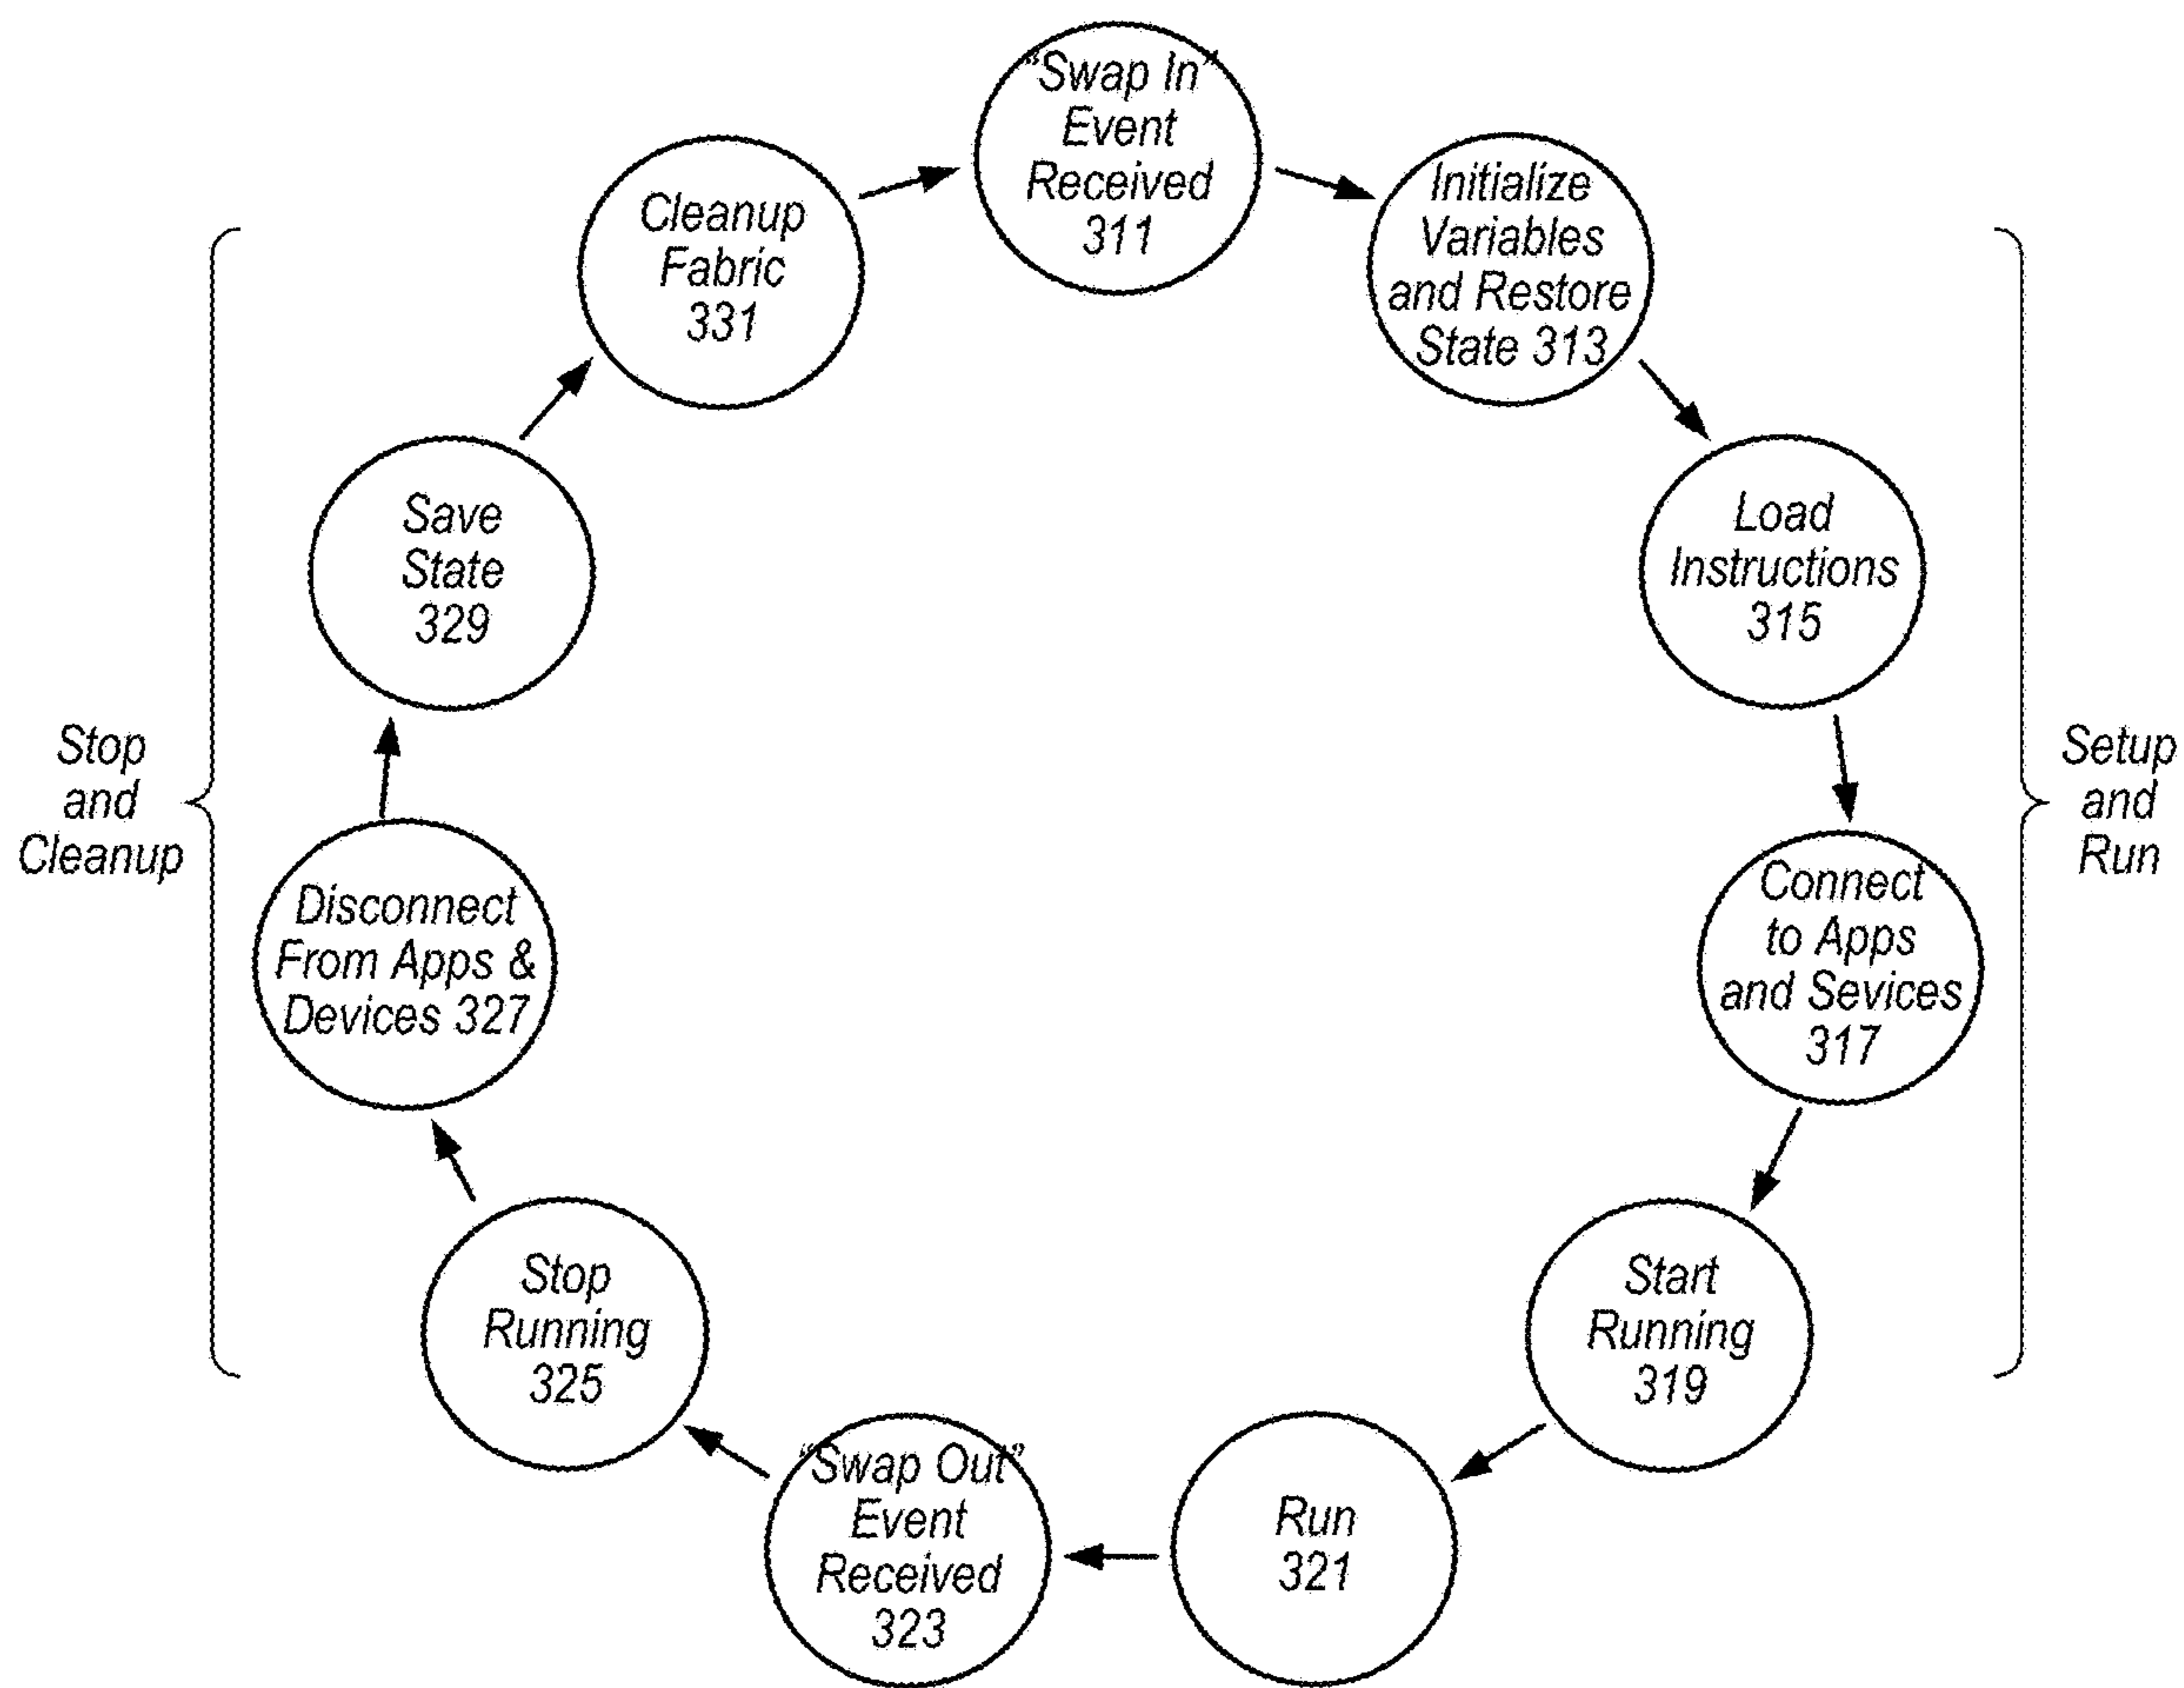 “Swap In”
Event
Received
311
Initialize
Variables
and Restore
State 313
Load
Instructions
315
Connect
to Apps
and Sevices
317
Start
Running
319
Run
321
“Swap Out”
Event
Received
323
Stop
Running
325
Disconnect
From Apps &
Devices 327
Save
State
329
Cleanup
Fabric
331
Stop
and
Cleanup
Setup
and
Run